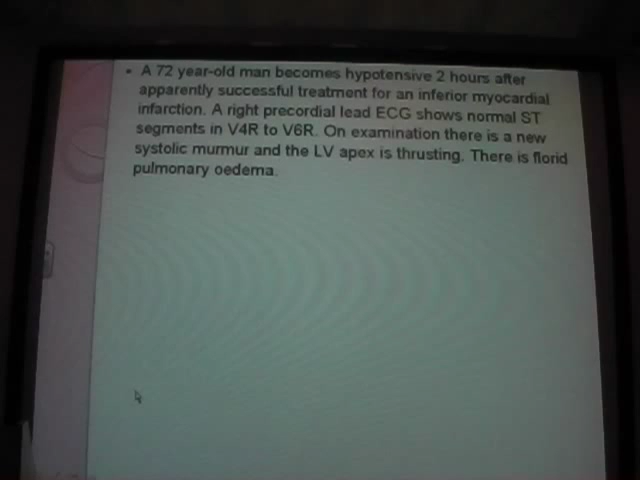 • A 72 year-old man becomes hypotensive 2 hours after
apparently successful treatment for an inferior myocardial
infarction. A right precordial lead ECG shows normal ST
segments in V4R to V6R. On examination there is a new
systolic murmur and the LV apex is thrusting. There is florid
pulmonary oedema.